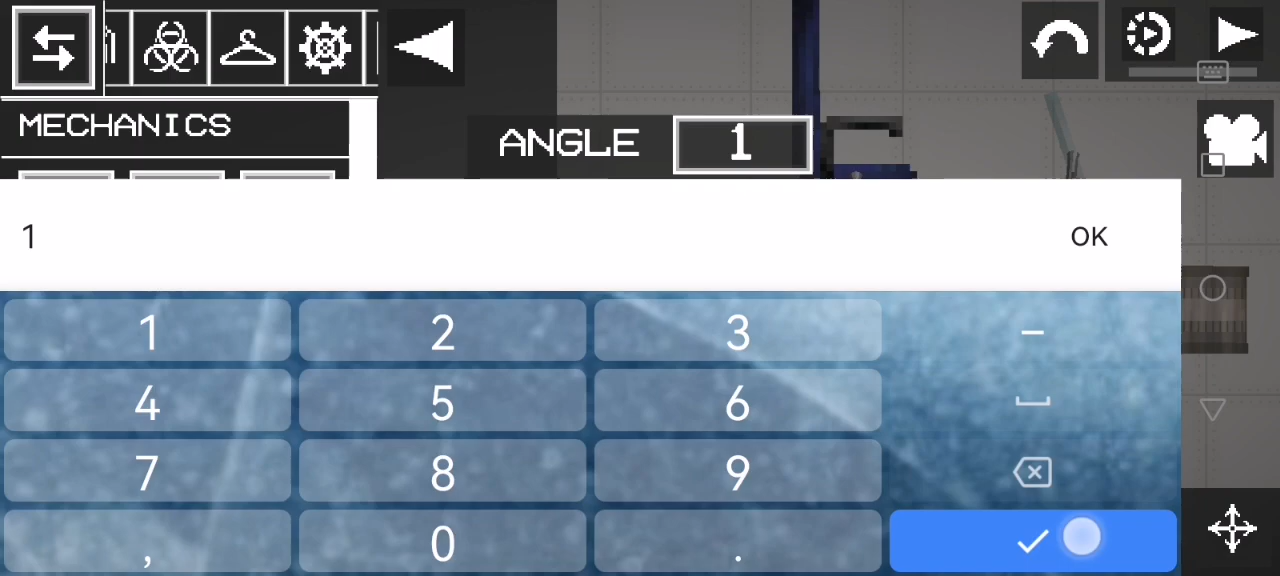 MECHANICS
ANGLE 1
1 OK
1 2 3 -
4 5 6
7 8 9
, 0 .